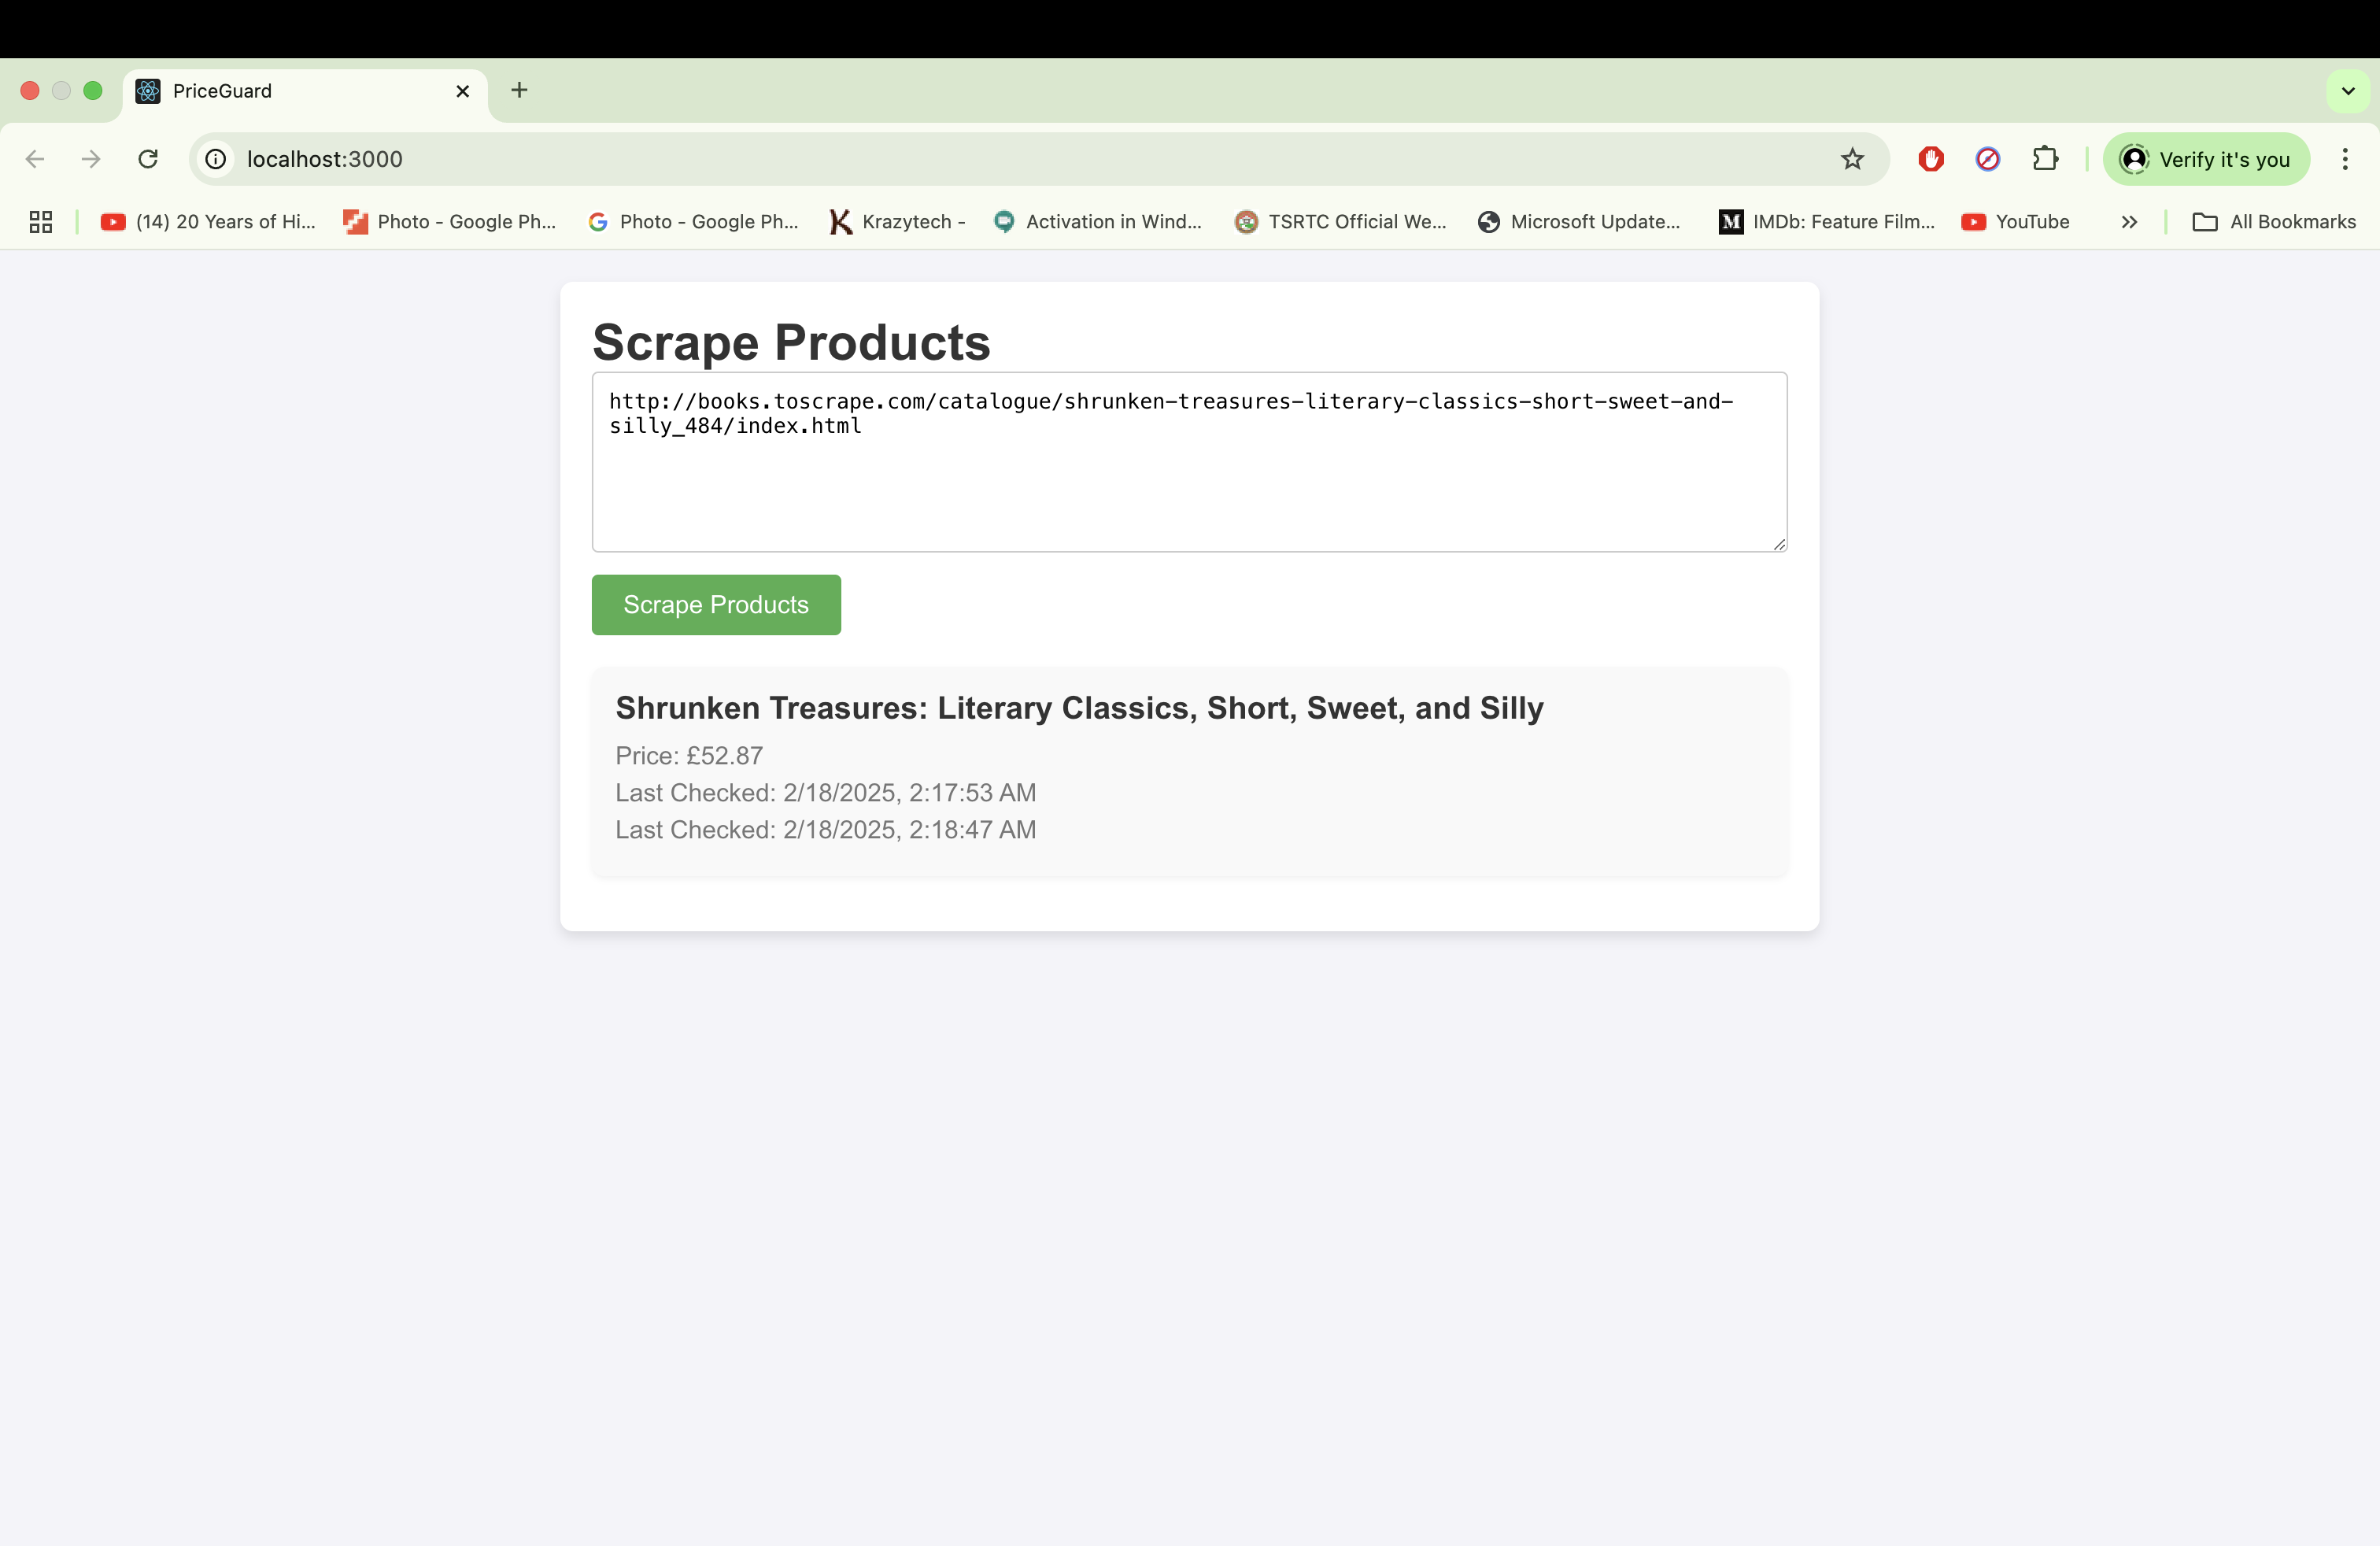 PriceGuard
localhost:3000
Verify it's you
(14) 20 Years of Hi...
Photo - Google Ph...
Photo - Google Ph...
Krazytech -
Activation in Wind...
TSRTC Official We...
Microsoft Update...
M
IMDb: Feature Film...
YouTube
All Bookmarks
Scrape Products
http://books.toscrape.com/catalogue/shrunken-treasures-literary-classics-short-sweet-and-
silly_484/index.html
Scrape Products
Shrunken Treasures: Literary Classics, Short, Sweet, and Silly
Price: £52.87
Last Checked: 2/18/2025, 2:17:53 AM
Last Checked: 2/18/2025, 2:18:47 AM